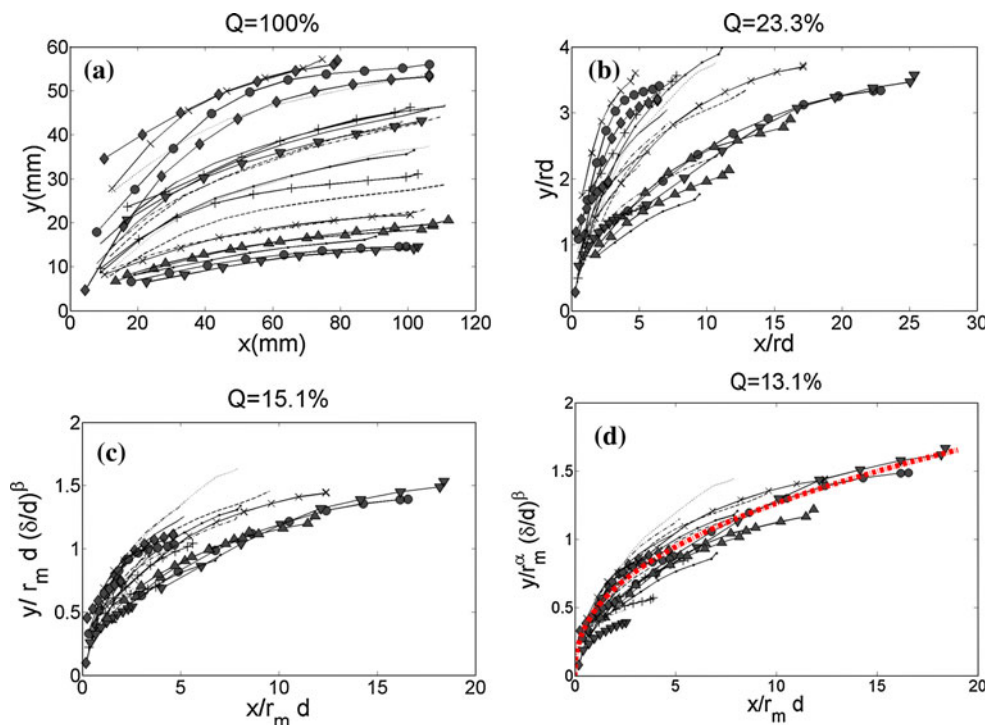 Q=100%
(a)
60
50
40
30
20
10
0
y(mm)
0 20 40 60 80 100 120
x(mm)
Q=23.3%
(b)
4
3
2
1
0
y/rd
0 5 10 15 20 25 30
x/rd
Q=15.1%
(c)
2
1.5
1
0.5
0
y/ r_m d (δ/d)^β
0 5 10 15 20
x/r_m d
Q=13.1%
(d)
2
1.5
1
0.5
0
y/r_m^α (δ/d)^β
0 5 10 15 20
x/r_m d